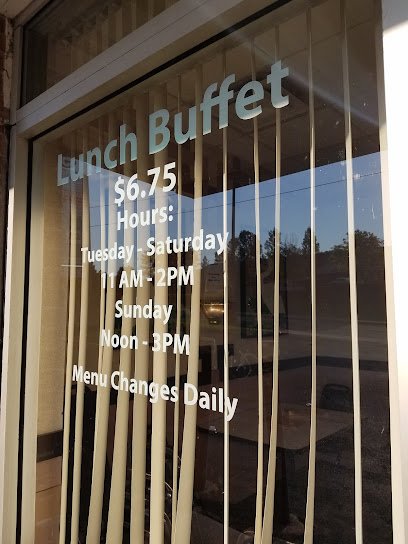 Lunch Buffet
$6.75
Hours:
Tuesday - Saturday
11 AM - 2PM
Sunday
Noon - 3PM
Menu Changes Daily